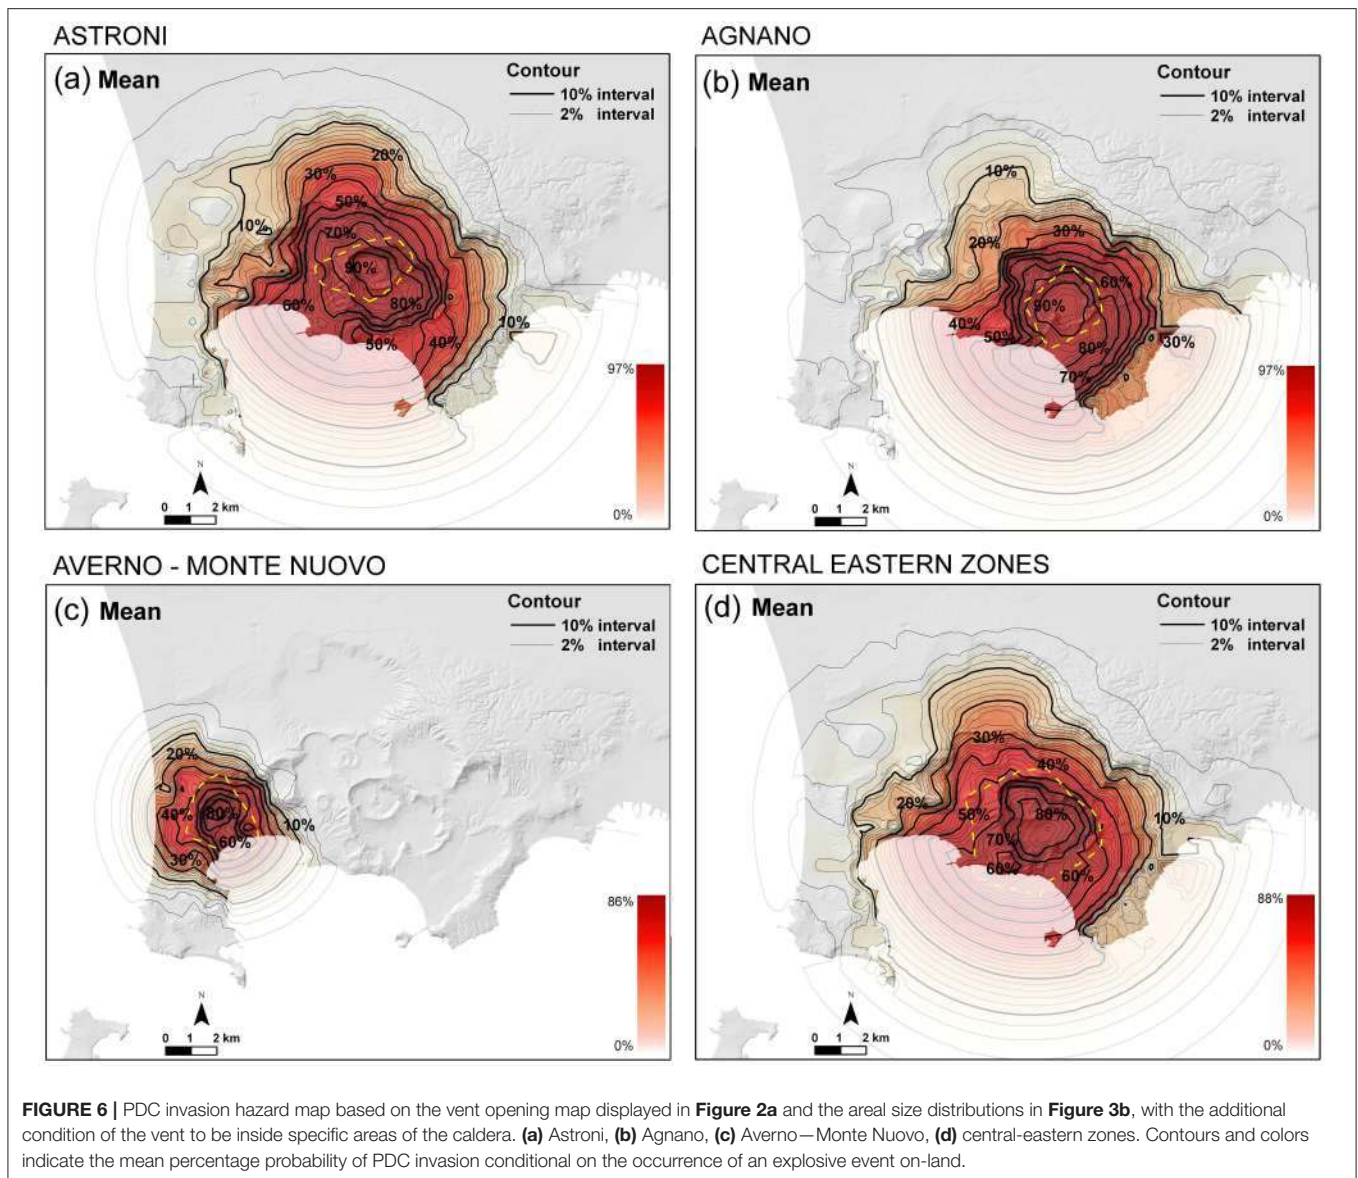 ASTRONI
(a) Mean
Contour
10% interval
2% interval
20%
30%
50%
10%
70%
90%
60%
80%
10%
50%
40%
97%
0%
N
0 1 2 km
AGNANO
(b) Mean
Contour
10% interval
2% interval
10%
30%
20%
60%
90%
40%
50%
30%
80%
70%
97%
0%
N
0 1 2 km
AVERNO - MONTE NUOVO
(c) Mean
Contour
10% interval
2% interval
20%
40%
80%
10%
60%
30%
86%
0%
N
0 1 2 km
CENTRAL EASTERN ZONES
(d) Mean
Contour
10% interval
2% interval
30%
40%
20%
50%
80%
10%
70%
60%
60%
88%
0%
N
0 1 2 km
FIGURE 6 | PDC invasion hazard map based on the vent opening map displayed in Figure 2a and the areal size distributions in Figure 3b, with the additional
condition of the vent to be inside specific areas of the caldera. (a) Astroni, (b) Agnano, (c) Averno—Monte Nuovo, (d) central-eastern zones. Contours and colors
indicate the mean percentage probability of PDC invasion conditional on the occurrence of an explosive event on-land.